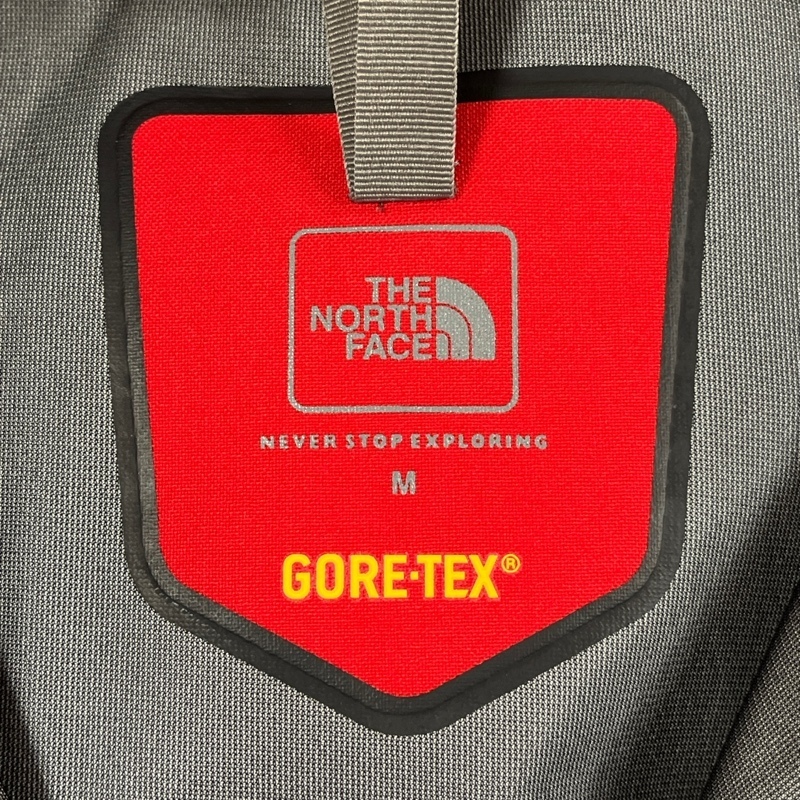 THE
NORTH
FACE
NEVER STOP EXPLORING
M
GORE-TEX®